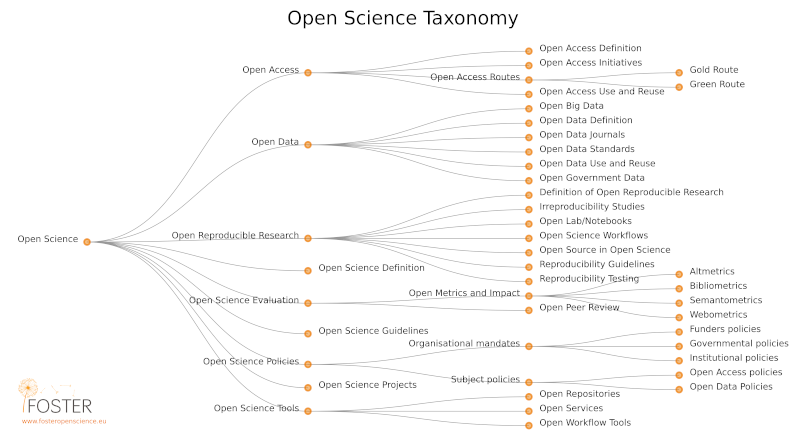 Open Science Taxonomy
Open Science
Open Access
Open Access Definition
Open Access Initiatives
Open Access Routes
Gold Route
Green Route
Open Access Use and Reuse
Open Data
Open Big Data
Open Data Definition
Open Data Journals
Open Data Standards
Open Data Use and Reuse
Open Government Data
Open Reproducible Research
Definition of Open Reproducible Research
Irreproducibility Studies
Open Lab/Notebooks
Open Science Workflows
Open Source in Open Science
Reproducibility Guidelines
Reproducibility Testing
Open Science Definition
Open Science Evaluation
Open Metrics and Impact
Altmetrics
Bibliometrics
Semantometrics
Webometrics
Open Peer Review
Open Science Guidelines
Open Science Policies
Organisational mandates
Funders policies
Governmental policies
Institutional policies
Subject policies
Open Access policies
Open Data Policies
Open Science Projects
Open Science Tools
Open Repositories
Open Services
Open Workflow Tools
FOSTER
www.fosteropenscience.eu